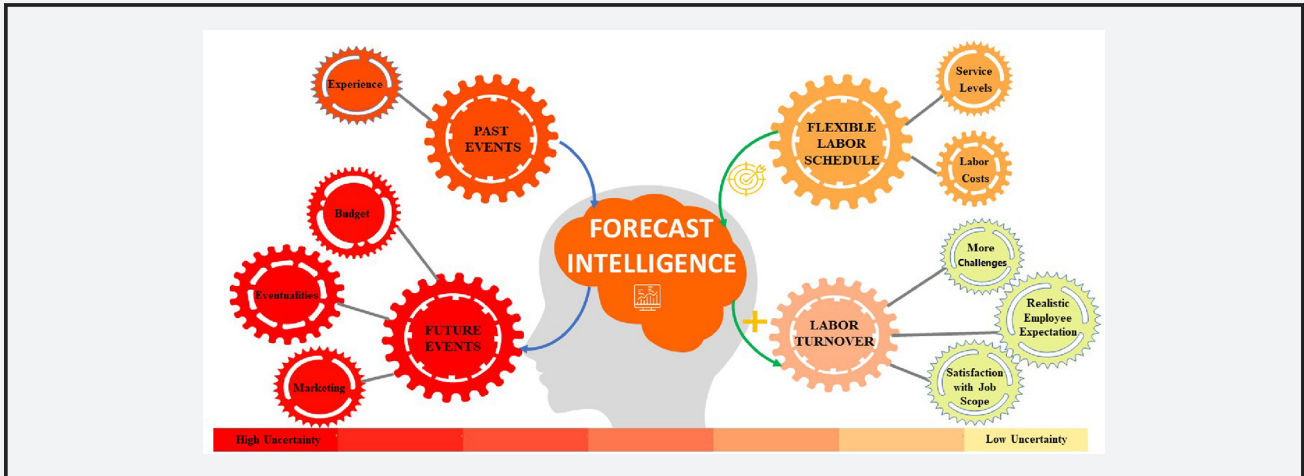 Experience
PAST
EVENTS
Budget
Eventualities
FUTURE
EVENTS
Marketing
FORECAST
INTELLIGENCE
FLEXIBLE
LABOR
SCHEDULE
Service
Levels
Labor
Costs
LABOR
TURNOVER
More
Challenges
Realistic
Employee
Expectation
Satisfaction
with Job
Scope
High Uncertainty
Low Uncertainty